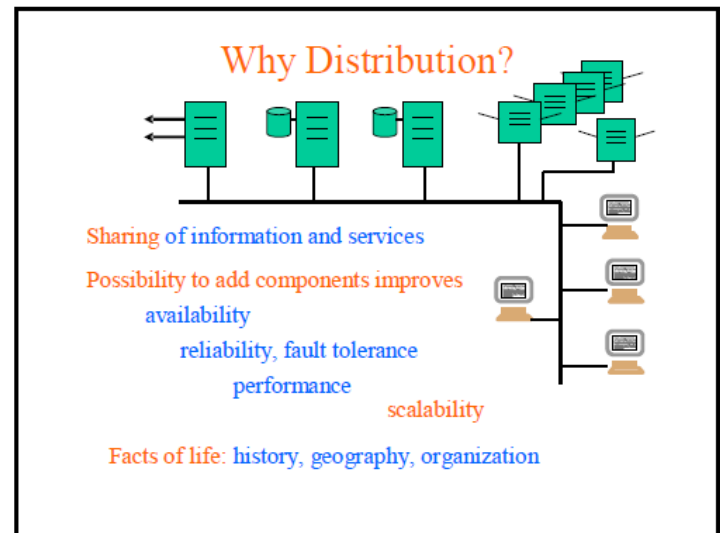 Why Distribution?
Sharing of information and services
Possibility to add components improves
availability
reliability, fault tolerance
performance
scalability
Facts of life: history, geography, organization